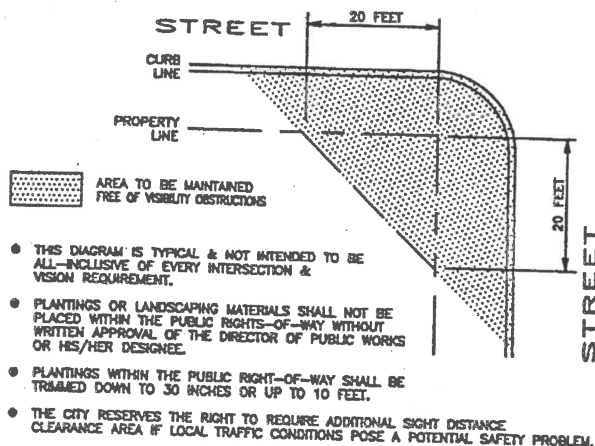 STREET
20 FEET
CURB
LINE
PROPERTY
LINE
AREA TO BE MAINTAINED
FREE OF VISIBILITY OBSTRUCTIONS
20 FEET
STREET
● THIS DIAGRAM IS TYPICAL & NOT INTENDED TO BE
ALL-INCLUSIVE OF EVERY INTERSECTION &
VISION REQUIREMENT.
● PLANTINGS OR LANDSCAPING MATERIALS SHALL NOT BE
PLACED WITHIN THE PUBLIC RIGHTS-OF-WAY WITHOUT
WRITTEN APPROVAL OF THE DIRECTOR OF PUBLIC WORKS
OR HIS/HER DESIGNEE.
● PLANTINGS WITHIN THE PUBLIC RIGHT-OF-WAY SHALL BE
TRIMMED DOWN TO 30 INCHES OR UP TO 10 FEET.
● THE CITY RESERVES THE RIGHT TO REQUIRE ADDITIONAL SIGHT DISTANCE
CLEARANCE AREA IF LOCAL TRAFFIC CONDITIONS POSE A POTENTIAL SAFETY PROBLEM.